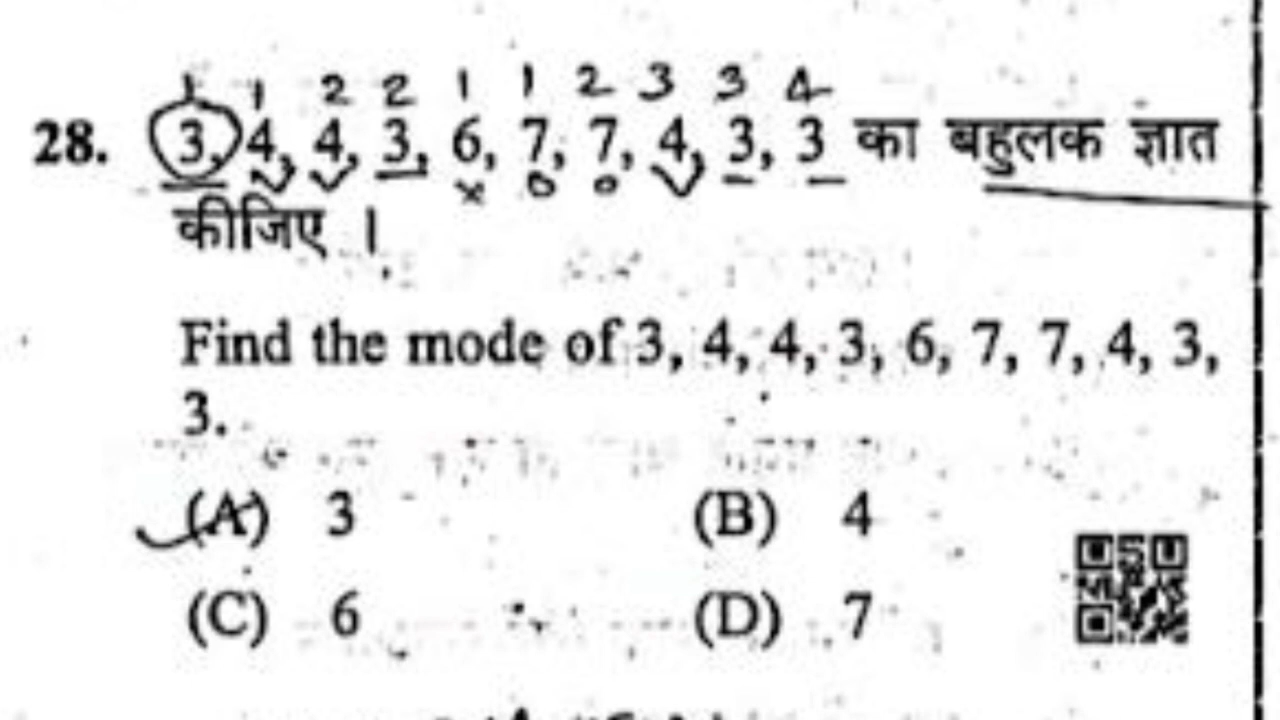 1 1 2 2 1 1 2 3 3 4
28. 3, 4, 4, 3, 6, 7, 7, 4, 3, 3 का बहुलक ज्ञात
कीजिए ।
Find the mode of 3, 4, 4, 3, 6, 7, 7, 4, 3,
3.
(A) 3 (B) 4
(C) 6 (D) 7